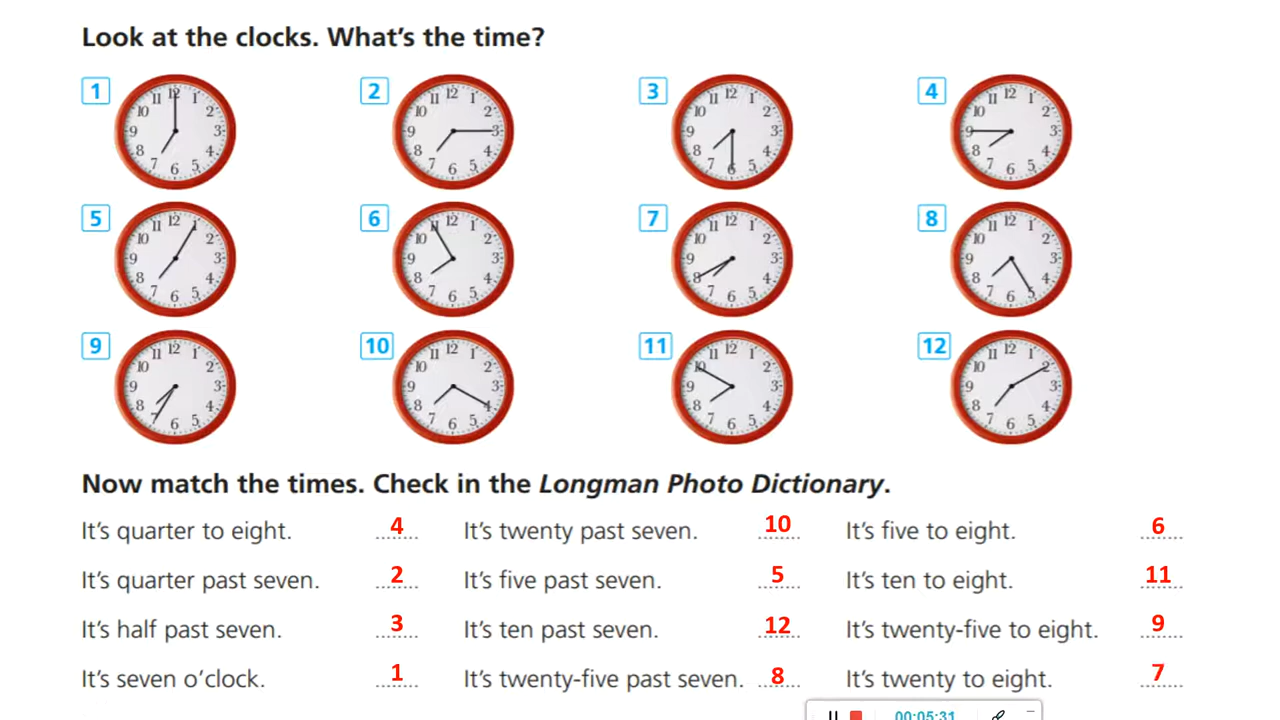 Look at the clocks. What's the time?
1 2 3 4
5 6 7 8
9 10 11 12
Now match the times. Check in the Longman Photo Dictionary.
It's quarter to eight. ....4.... It's twenty past seven. ....10.... It's five to eight. ....6....
It's quarter past seven. ....2.... It's five past seven. ....5.... It's ten to eight. ....11....
It's half past seven. ....3.... It's ten past seven. ....12.... It's twenty-five to eight. ....9....
It's seven o'clock. ....1.... It's twenty-five past seven. ....8.... It's twenty to eight. ....7....
00:05:31